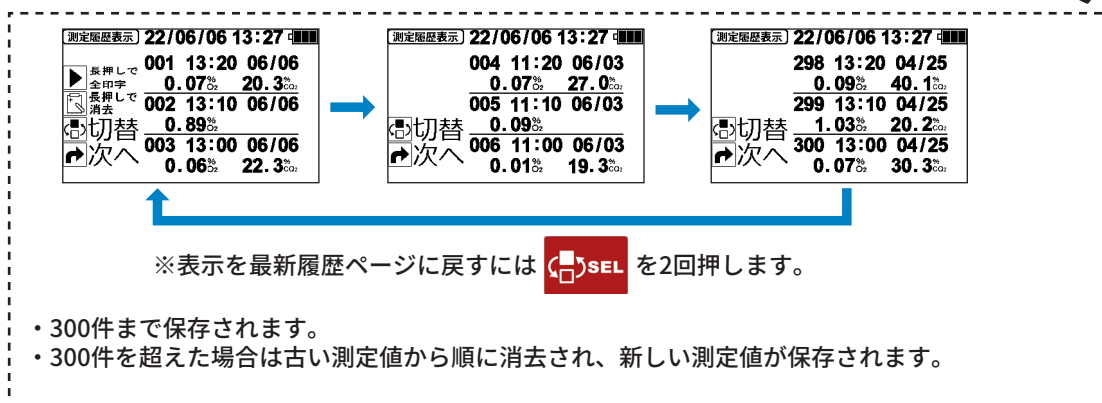 測定履歴表示 22/06/06 13:27
001 13:20 06/06
長押しで
全印字
0.07%O₂ 20.3%CO₂
長押しで
消去
002 13:10 06/06
切替
0.89%O₂
次へ
003 13:00 06/06
0.06%O₂ 22.3%CO₂
測定履歴表示 22/06/06 13:27
004 11:20 06/03
0.07%O₂ 27.0%CO₂
005 11:10 06/03
切替
0.09%O₂
次へ
006 11:00 06/03
0.01%O₂ 19.3%CO₂
測定履歴表示 22/06/06 13:27
298 13:20 04/25
0.09%O₂ 40.1%CO₂
299 13:10 04/25
切替
1.03%O₂ 20.2%CO₂
次へ
300 13:00 04/25
0.07%O₂ 30.3%CO₂
※表示を最新履歴ページに戻すには SEL を2回押します。
・300件まで保存されます。
・300件を超えた場合は古い測定値から順に消去され、新しい測定値が保存されます。